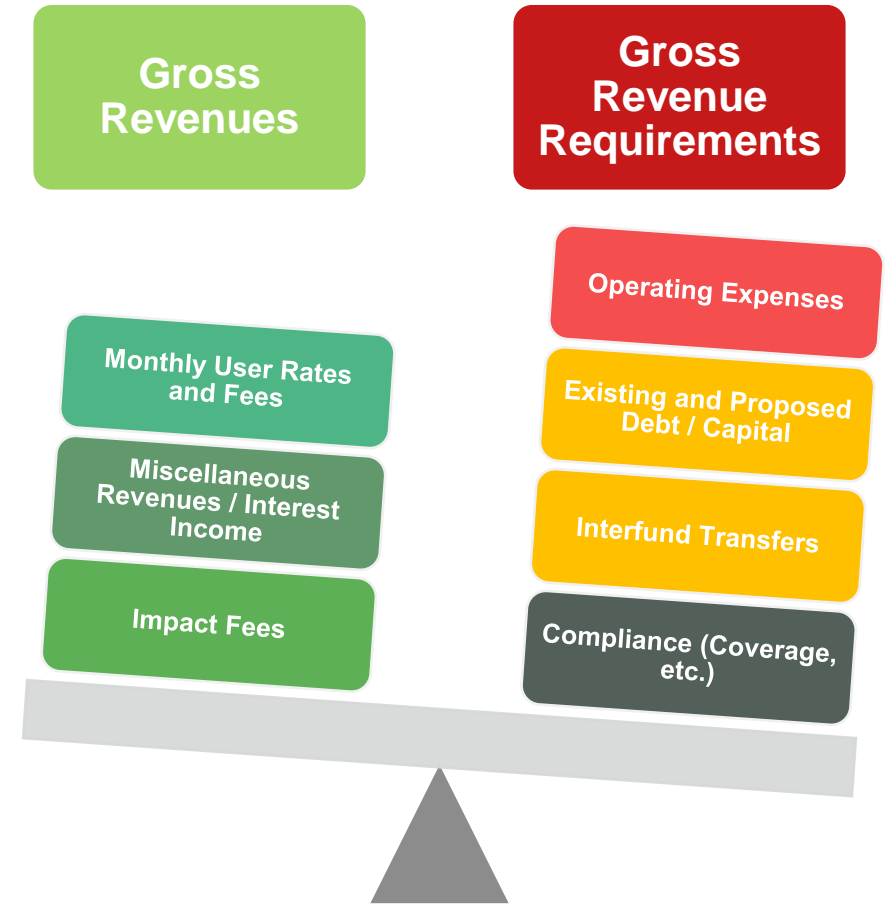 Gross
Revenues
Gross
Revenue
Requirements
Monthly User Rates
and Fees
Miscellaneous
Revenues / Interest
Income
Impact Fees
Operating Expenses
Existing and Proposed
Debt / Capital
Interfund Transfers
Compliance (Coverage,
etc.)